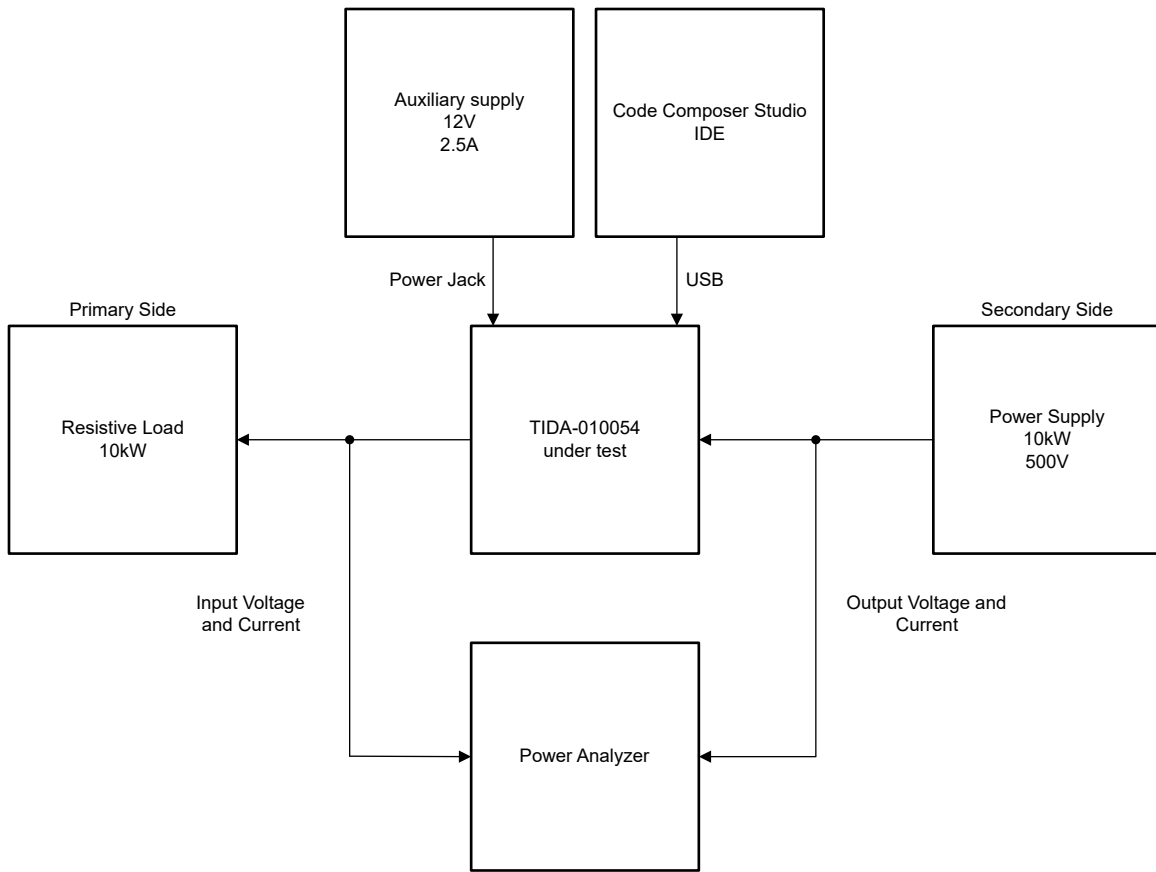 Auxiliary supply
12V
2.5A
Code Composer Studio
IDE
Power Jack
USB
Primary Side
Secondary Side
Resistive Load
10kW
TIDA-010054
under test
Power Supply
10kW
500V
Input Voltage
and Current
Output Voltage and
Current
Power Analyzer